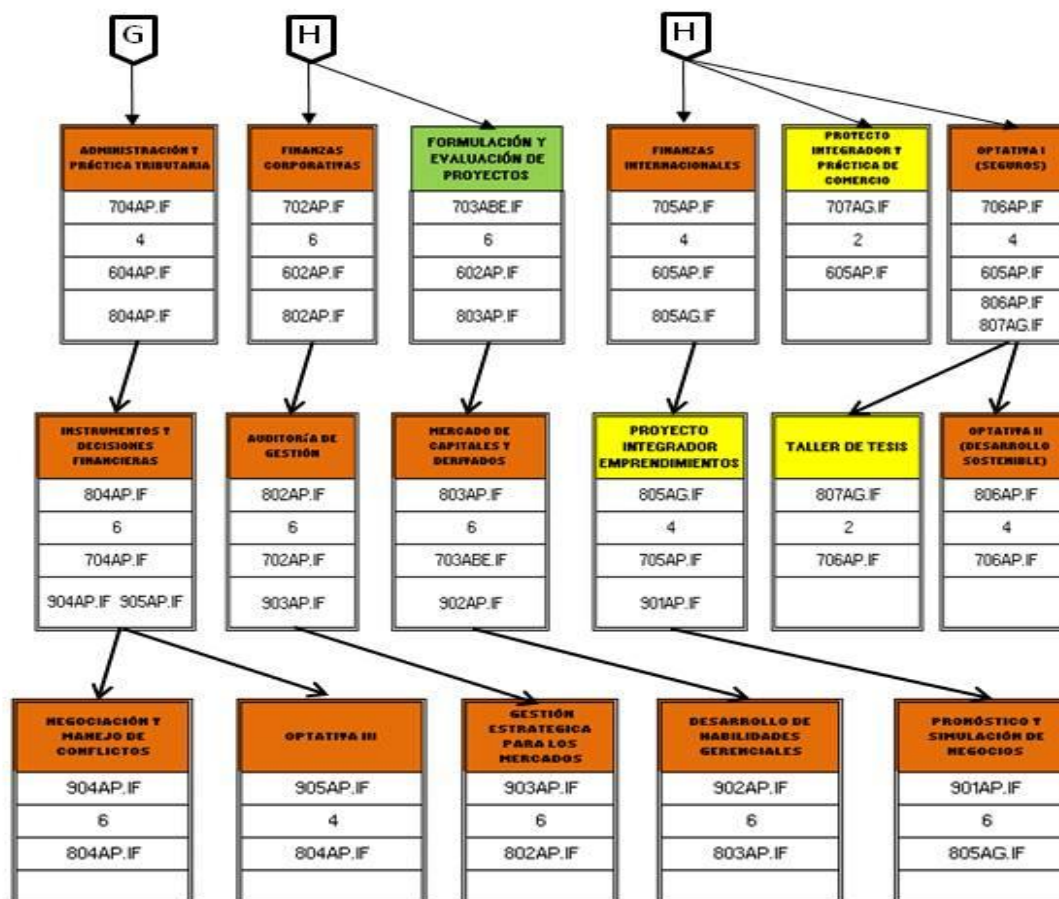 G
H
H
ADMINISTRACIÓN Y
PRÁCTICA TRIBUTARIA
704AP.IF
4
604AP.IF
804AP.IF
FINANZAS
CORPORATIVAS
702AP.IF
6
602AP.IF
802AP.IF
FORMULACIÓN Y
EVALUACIÓN DE
PROYECTOS
703ABE.IF
6
602AP.IF
803AP.IF
FINANZAS
INTERNACIONALES
705AP.IF
4
605AP.IF
805AG.IF
PROYECTO
INTEGRADOR Y
PRÁCTICA DE
COMERCIO
707AG.IF
2
605AP.IF
OPTATIVA I
(SEGUROS)
706AP.IF
4
605AP.IF
806AP.IF
807AG.IF
INSTRUMENTOS Y
DECISIONES
FINANCIERAS
804AP.IF
6
704AP.IF
904AP.IF 905AP.IF
AUDITORÍA DE
GESTIÓN
802AP.IF
6
702AP.IF
903AP.IF
MERCADO DE
CAPITALES Y
DERIVADOS
803AP.IF
6
703ABE.IF
902AP.IF
PROYECTO
INTEGRADOR
EMPRENDIMIENTOS
805AG.IF
4
705AP.IF
901AP.IF
TALLER DE TESIS
807AG.IF
2
706AP.IF
OPTATIVA II
(DESARROLLO
SOSTENIBLE)
806AP.IF
4
706AP.IF
NEGOCIACIÓN Y
MANEJO DE
CONFLICTOS
904AP.IF
6
804AP.IF
OPTATIVA III
905AP.IF
4
804AP.IF
GESTIÓN
ESTRATEGICA
PARA LOS
MERCADOS
903AP.IF
6
802AP.IF
DESARROLLO DE
HABILIDADES
GERENCIALES
902AP.IF
6
803AP.IF
PRONÓSTICO Y
SIMULACIÓN DE
NEGOCIOS
901AP.IF
6
805AG.IF